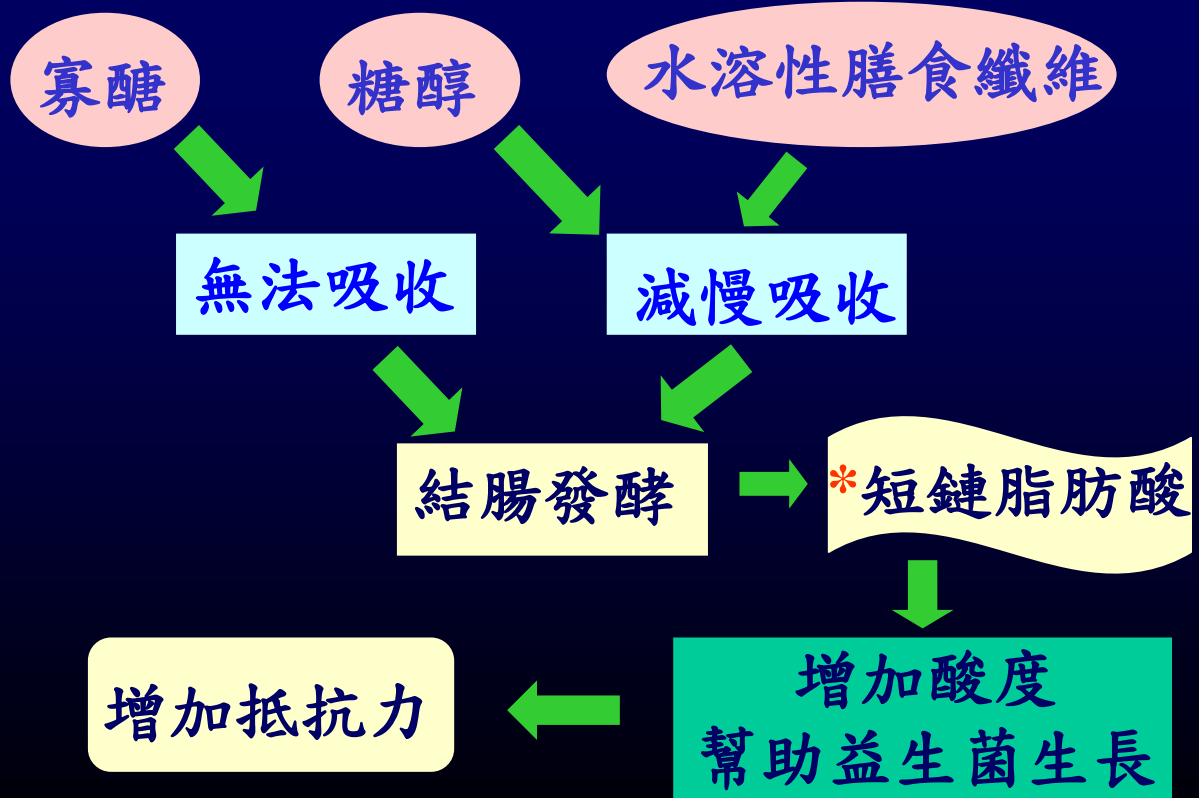 寡醣
糖醇
水溶性膳食纖維
無法吸收
減慢吸收
結腸發酵
*短鏈脂肪酸
增加酸度
幫助益生菌生長
增加抵抗力